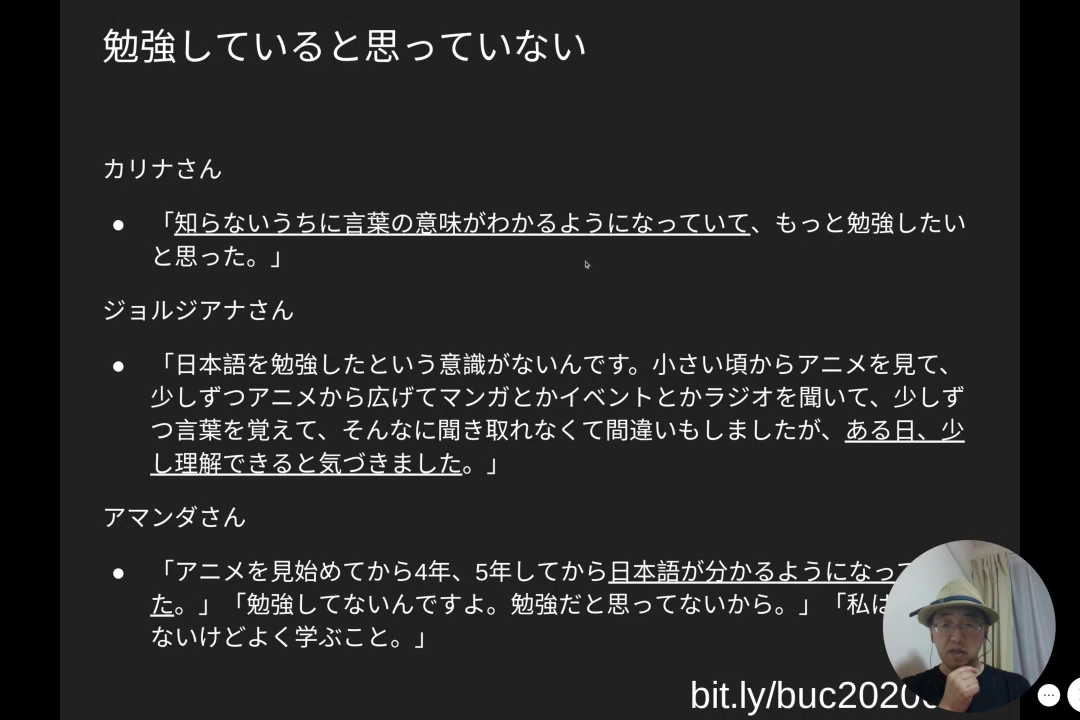 勉強していると思っていない
カリナさん
● 「知らないうちに言葉の意味がわかるようになっていて、もっと勉強したい
と思った。」
ジョルジアナさん
● 「日本語を勉強したという意識がないんです。小さい頃からアニメを見て、
少しずつアニメから広げてマンガとかイベントとかラジオを聞いて、少しず
つ言葉を覚えて、そんなに聞き取れなくて間違いもしましたが、ある日、少
し理解できると気づきました。」
アマンダさん
● 「アニメを見始めてから4年、5年してから日本語が分かるようになって
た。」「勉強してないんですよ。勉強だと思ってないから。」「私は
ないけどよく学ぶこと。」
bit.ly/buc2020